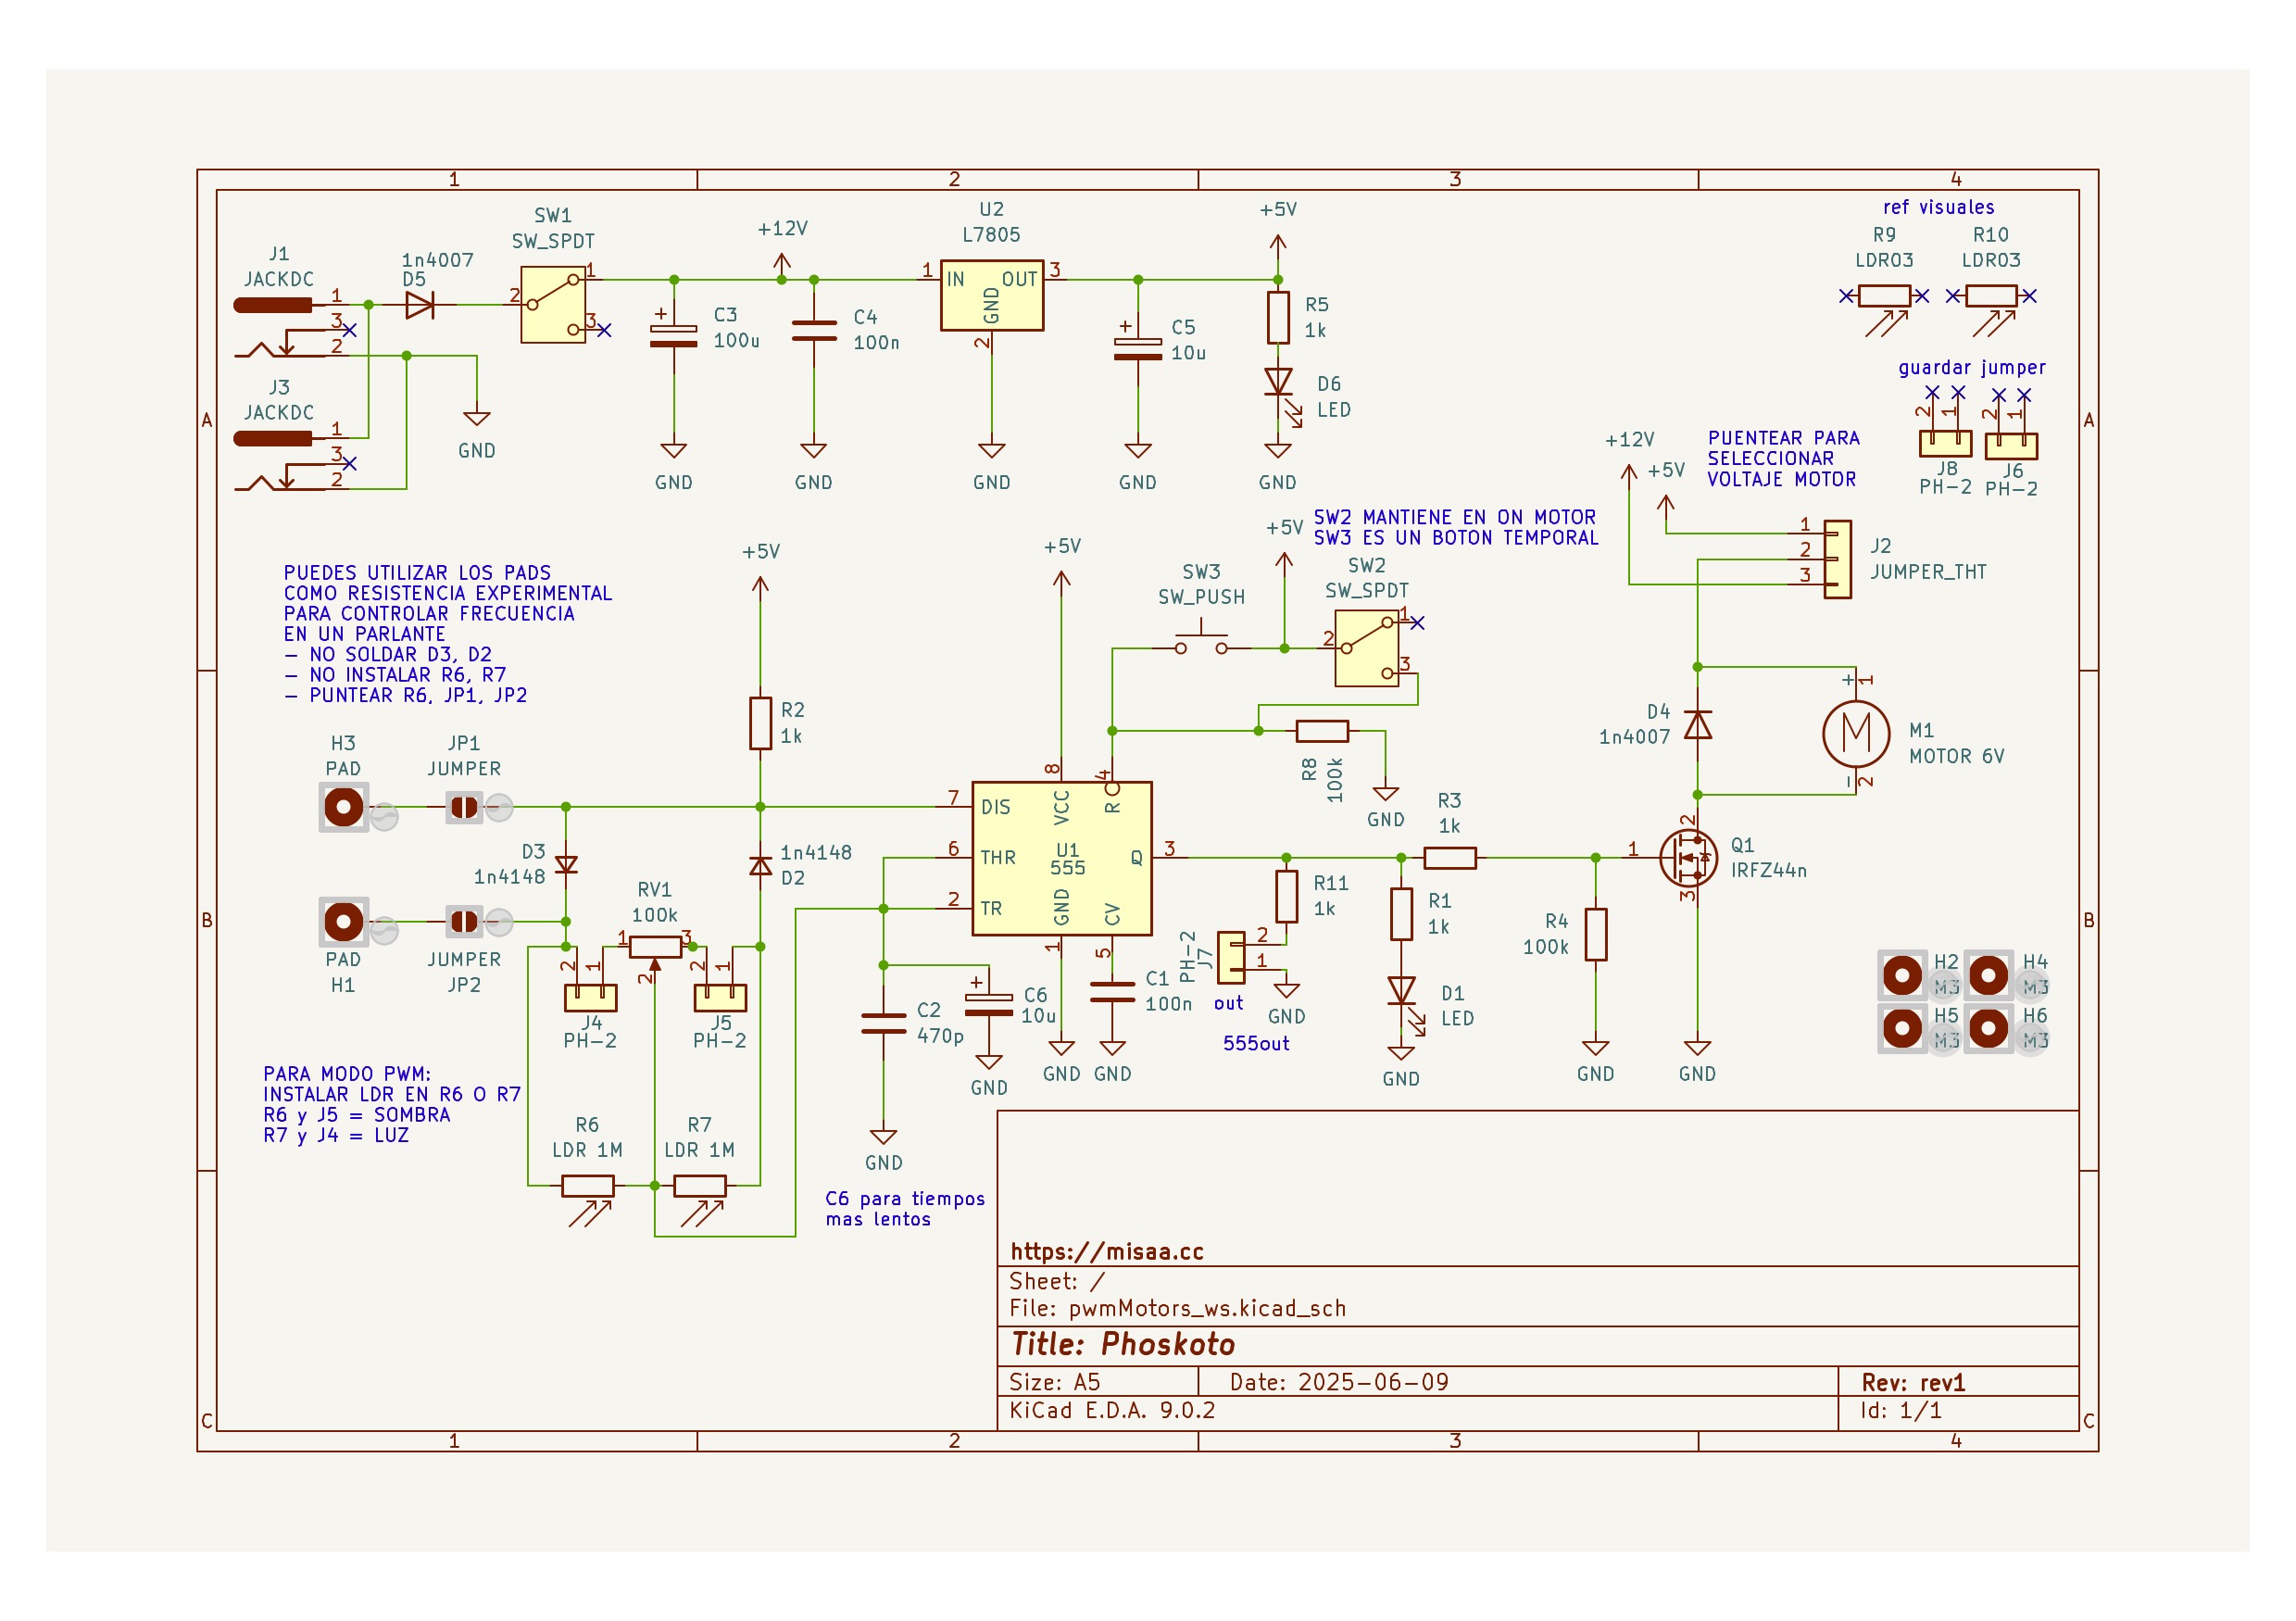 1
2
3
4
ref visuales
R9
LDR03
R10
LDR03
SW1
SW_SPDT
+12V
U2
L7805
+5V
J1
JACKDC
1n4007
D5
1
3
2
2
1
3
1
IN
OUT
3
GND
2
+
C3
100u
C4
100n
+
C5
10u
R5
1k
D6
LED
J3
JACKDC
1
3
2
GND
GND
GND
GND
GND
GND
guardar jumper
2
1
2
1
J8
PH-2
J6
PH-2
A
A
+12V
+5V
PUENTEAR PARA
SELECCIONAR
VOLTAJE MOTOR
1
2
3
J2
JUMPER_THT
SW2 MANTIENE EN ON MOTOR
SW3 ES UN BOTON TEMPORAL
+5V
+5V
+5V
SW3
SW_PUSH
SW2
SW_SPDT
2
1
3
PUEDES UTILIZAR LOS PADS
COMO RESISTENCIA EXPERIMENTAL
PARA CONTROLAR FRECUENCIA
EN UN PARLANTE
- NO SOLDAR D3, D2
- NO INSTALAR R6, R7
- PUNTEAR R6, JP1, JP2
R2
1k
R8
100k
GND
D4
1n4007
+
1
M
-
2
M1
MOTOR 6V
H3
PAD
JP1
JUMPER
D3
1n4148
1n4148
D2
RV1
100k
1
3
2
PAD
H1
JUMPER
JP2
2
1
J4
PH-2
2
1
J5
PH-2
7
DIS
6
THR
2
TR
8
VCC
4
R
U1
555
Q
3
GND
1
CV
5
R3
1k
R11
1k
R1
1k
R4
100k
1
2
3
Q1
IRFZ44n
PH-2
J7
2
1
out
555out
GND
C1
100n
C2
470p
+
C6
10u
GND
GND
GND
GND
D1
LED
GND
GND
GND
B
B
H2
M3
H4
M3
H5
M3
H6
M3
PARA MODO PWM:
INSTALAR LDR EN R6 O R7
R6 y J5 = SOMBRA
R7 y J4 = LUZ
R6
LDR 1M
R7
LDR 1M
C6 para tiempos
mas lentos
https://misaa.cc
Sheet: /
File: pwmMotors_ws.kicad_sch
Title: Phoskoto
Size: A5
Date: 2025-06-09
Rev: rev1
KiCad E.D.A. 9.0.2
Id: 1/1
C
C
1
2
3
4